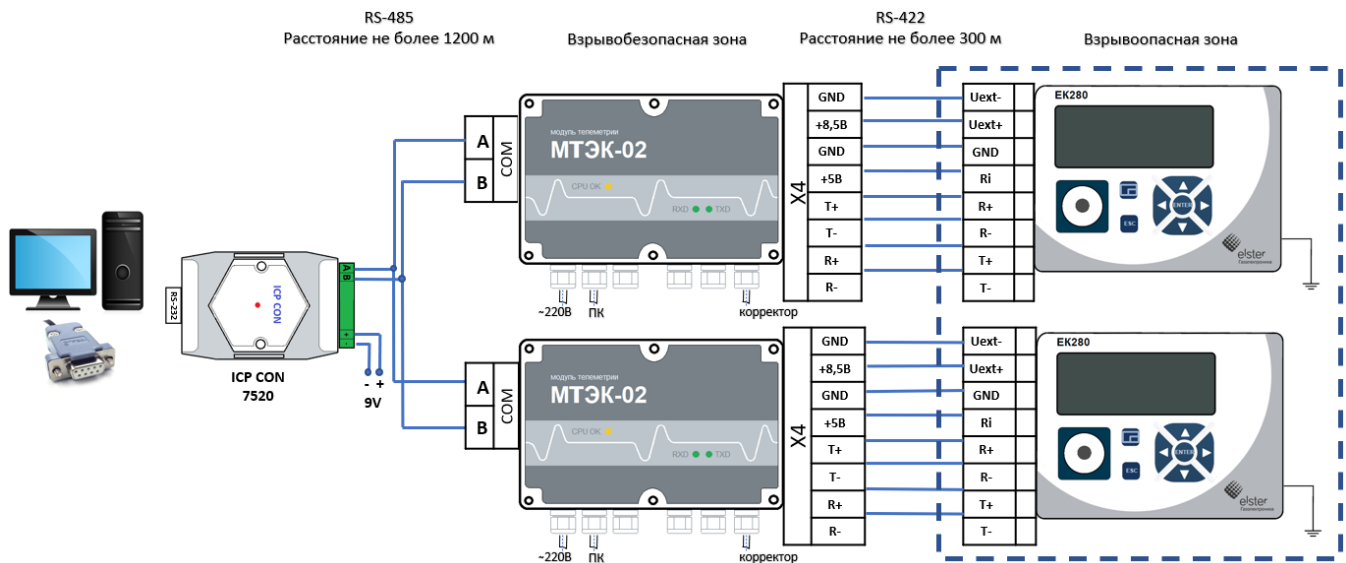 RS-485
Расстояние не более 1200 м
Взрывобезопасная зона
RS-422
Расстояние не более 300 м
Взрывоопасная зона
A
B
COM
модуль телеметрии
МТЭК-02
CPU OK
RXD
TXD
~220В
ПК
корректор
X4
GND
+8,5В
GND
+5В
T+
T-
R+
R-
Uext-
Uext+
GND
Ri
R+
R-
T+
T-
EK280
ENTER
ESC
elster
Газэлектроника
RS-232
ICP CON
A
B
+
-
ICP CON
7520
- +
9V
A
B
COM
модуль телеметрии
МТЭК-02
CPU OK
RXD
TXD
~220В
ПК
корректор
X4
GND
+8,5В
GND
+5В
T+
T-
R+
R-
Uext-
Uext+
GND
Ri
R+
R-
T+
T-
EK280
ENTER
ESC
elster
Газэлектроника